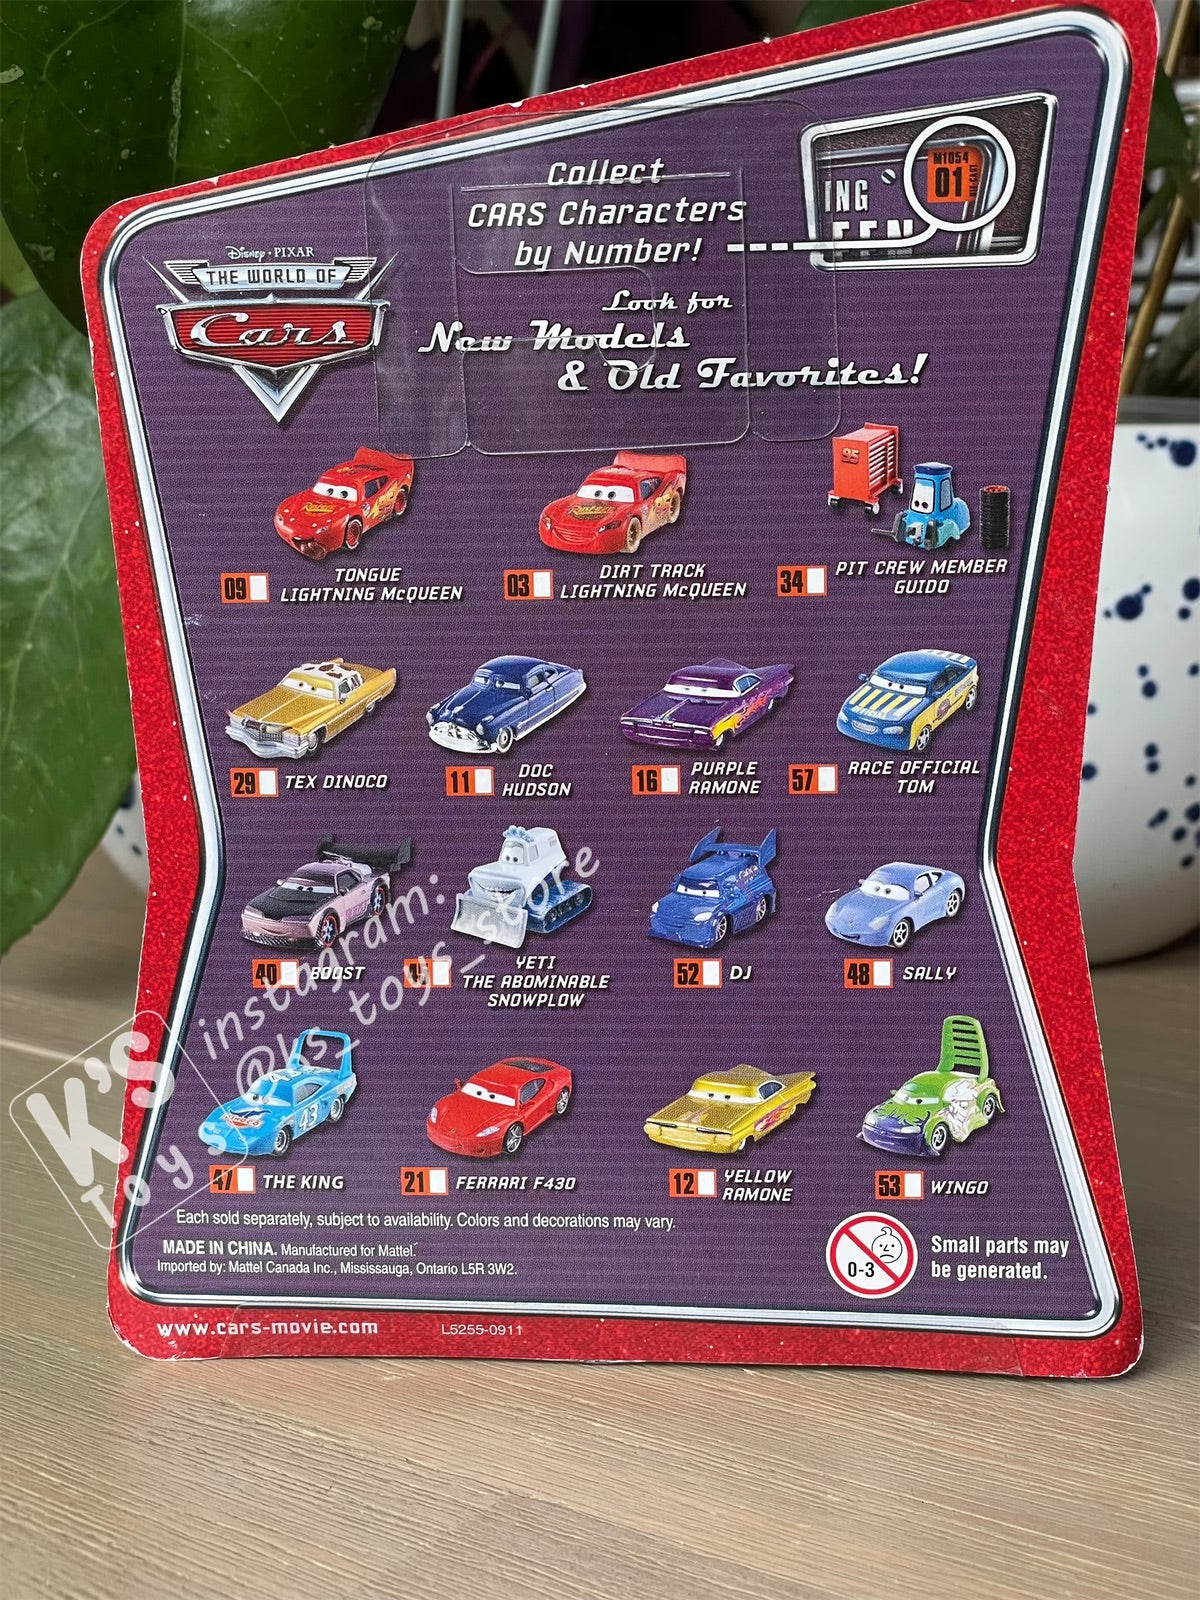 Collect
CARS Characters
by Number!
M1054
01
ING
Disney · PIXAR
THE WORLD OF
Cars
Look for
New Models
& Old Favorites!
95
09 TONGUE
LIGHTNING McQUEEN
03 DIRT TRACK
LIGHTNING McQUEEN
34 PIT CREW MEMBER
GUIDO
29 TEX DINOCO
11 DOC
HUDSON
16 PURPLE
RAMONE
57 RACE OFFICIAL
TOM
40 BOOST
YETI
THE ABOMINABLE
SNOWPLOW
52 DJ
48 SALLY
43
47 THE KING
21 FERRARI F430
12 YELLOW
RAMONE
53 WINGO
Each sold separately, subject to availability. Colors and decorations may vary.
MADE IN CHINA. Manufactured for Mattel.
Imported by: Mattel Canada Inc., Mississauga, Ontario L5R 3W2.
0-3
Small parts may
be generated.
www.cars-movie.com
L5255-0911
K'S
Toys
instagram:
@ks_toys_store